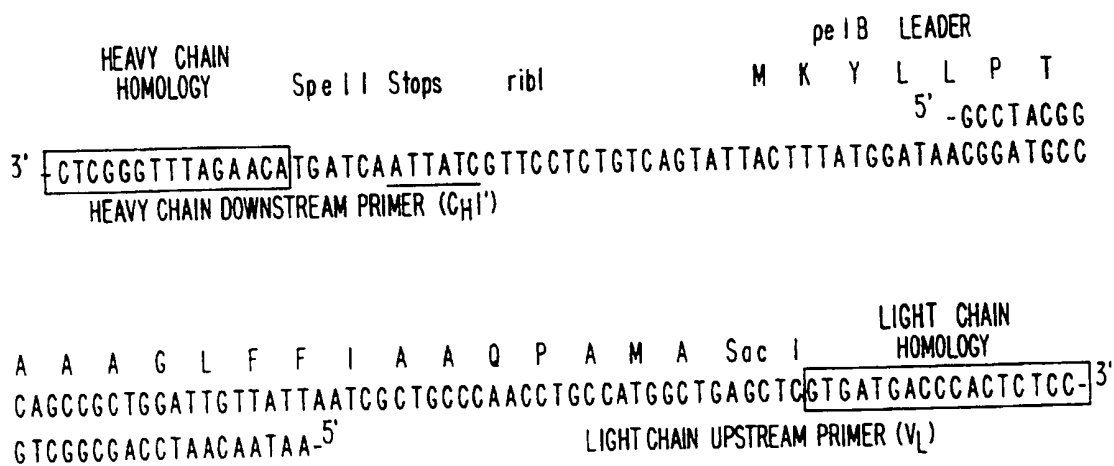 pelB LEADER
HEAVY CHAIN
HOMOLOGY
Spe I I Stops ribl
M K Y L L P T
5' -GCCTACGG
3' -CTCGGGTTTAGAACATGATCAATTATCGTTCCTCTGTCAGTATTACTTTATGGATAACGGATGCC
HEAVY CHAIN DOWNSTREAM PRIMER (CHI')
LIGHT CHAIN
HOMOLOGY
A A A G L F F I A A Q P A M A Sac I
CAGCCGCTGGATTGTTATTAATCGCTGCCCAACCTGCCATGGCTGAGCTCGTGATGACCCACTCTCC-3'
GTCGGCGACCTAACAATAA-5'
LIGHT CHAIN UPSTREAM PRIMER (VL)